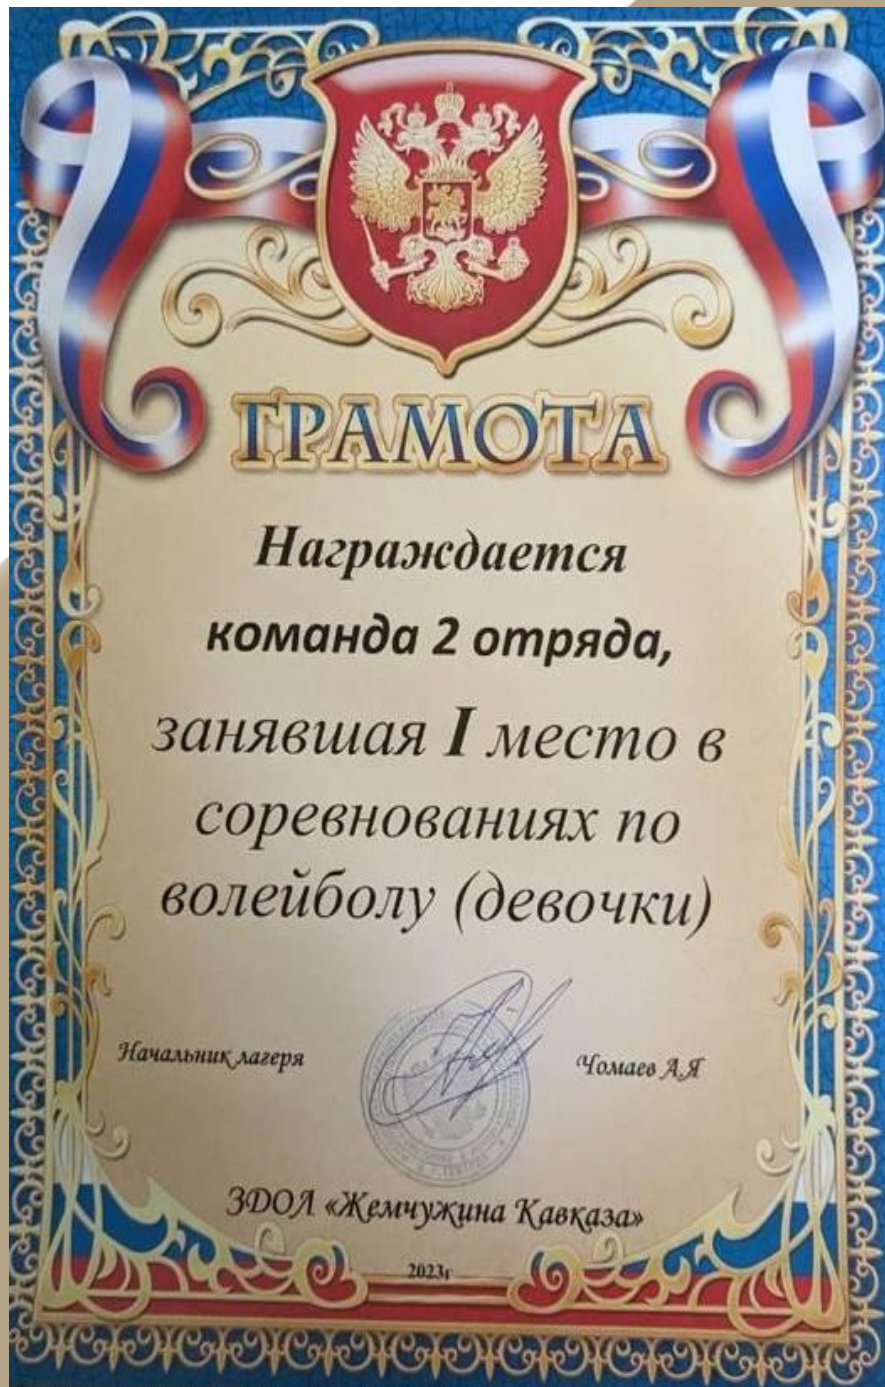 ГРАМОТА
Награждается
команда 2 отряда,
занявшая I место в
соревнованиях по
волейболу (девочки)
Начальник лагеря
Чомаев А.Я
ЗДОЛ «Жемчужина Кавказа»
2023г